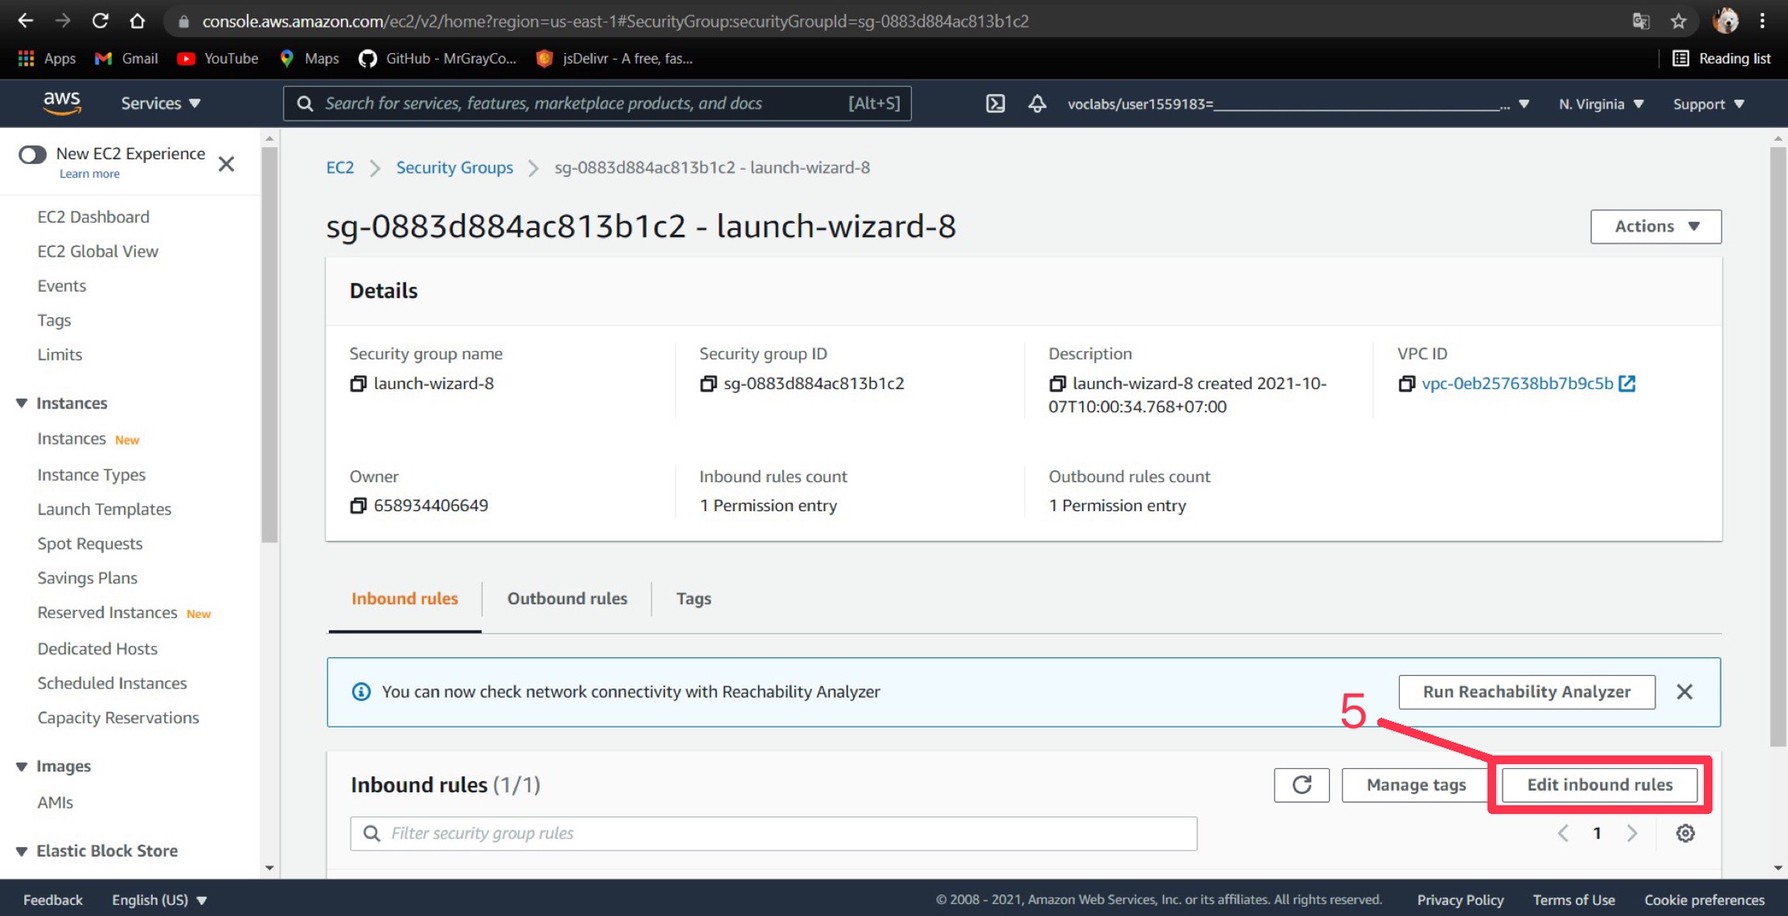 console.aws.amazon.com/ec2/v2/home?region=us-east-1#SecurityGroup:securityGroupId=sg-0883d884ac813b1c2
Apps Gmail YouTube Maps GitHub - MrGrayCo... jsDelivr - A free, fas... Reading list
aws Services Search for services, features, marketplace products, and docs [Alt+S] voclabs/user1559183=_______________________________... N. Virginia Support
New EC2 Experience
Learn more
EC2 Dashboard
EC2 Global View
Events
Tags
Limits
Instances
Instances New
Instance Types
Launch Templates
Spot Requests
Savings Plans
Reserved Instances New
Dedicated Hosts
Scheduled Instances
Capacity Reservations
Images
AMIs
Elastic Block Store
EC2 Security Groups sg-0883d884ac813b1c2 - launch-wizard-8
sg-0883d884ac813b1c2 - launch-wizard-8
Actions
Details
Security group name
launch-wizard-8
Security group ID
sg-0883d884ac813b1c2
Description
launch-wizard-8 created 2021-10-
07T10:00:34.768+07:00
VPC ID
vpc-0eb257638bb7b9c5b
Owner
658934406649
Inbound rules count
1 Permission entry
Outbound rules count
1 Permission entry
Inbound rules Outbound rules Tags
You can now check network connectivity with Reachability Analyzer
Run Reachability Analyzer
5
Inbound rules (1/1)
Manage tags
Edit inbound rules
Filter security group rules
1
Feedback English (US) © 2008 - 2021, Amazon Web Services, Inc. or its affiliates. All rights reserved. Privacy Policy Terms of Use Cookie preferences